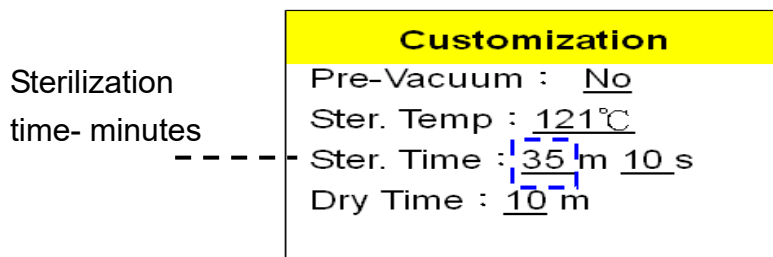 Sterilization
time- minutes
Customization
Pre-Vacuum : No
Ster. Temp : 121℃
Ster. Time : 35 m 10 s
Dry Time : 10 m